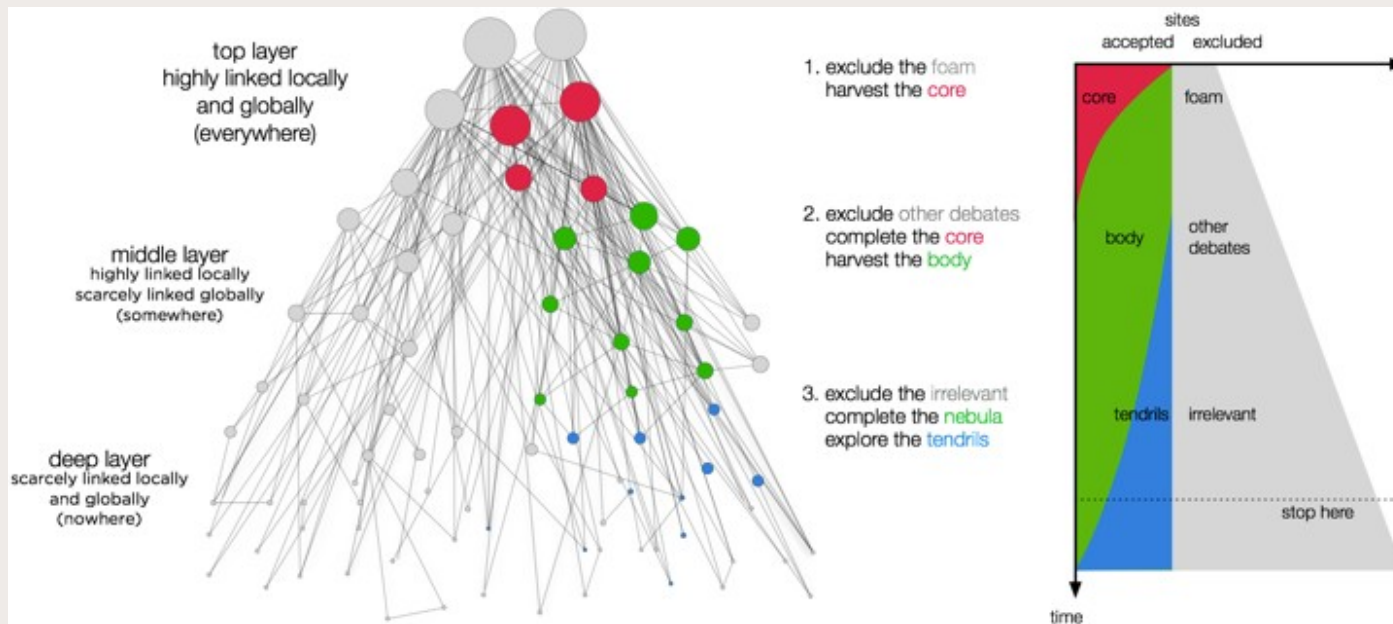 top layer
highly linked locally
and globally
(everywhere)
middle layer
highly linked locally
scarcely linked globally
(somewhere)
deep layer
scarcely linked locally
and globally
(nowhere)
1. exclude the foam
harvest the core
2. exclude other debates
complete the core
harvest the body
3. exclude the irrelevant
complete the nebula
explore the tendrils
sites
accepted excluded
core foam
body other
debates
tendrils irrelevant
stop here
time